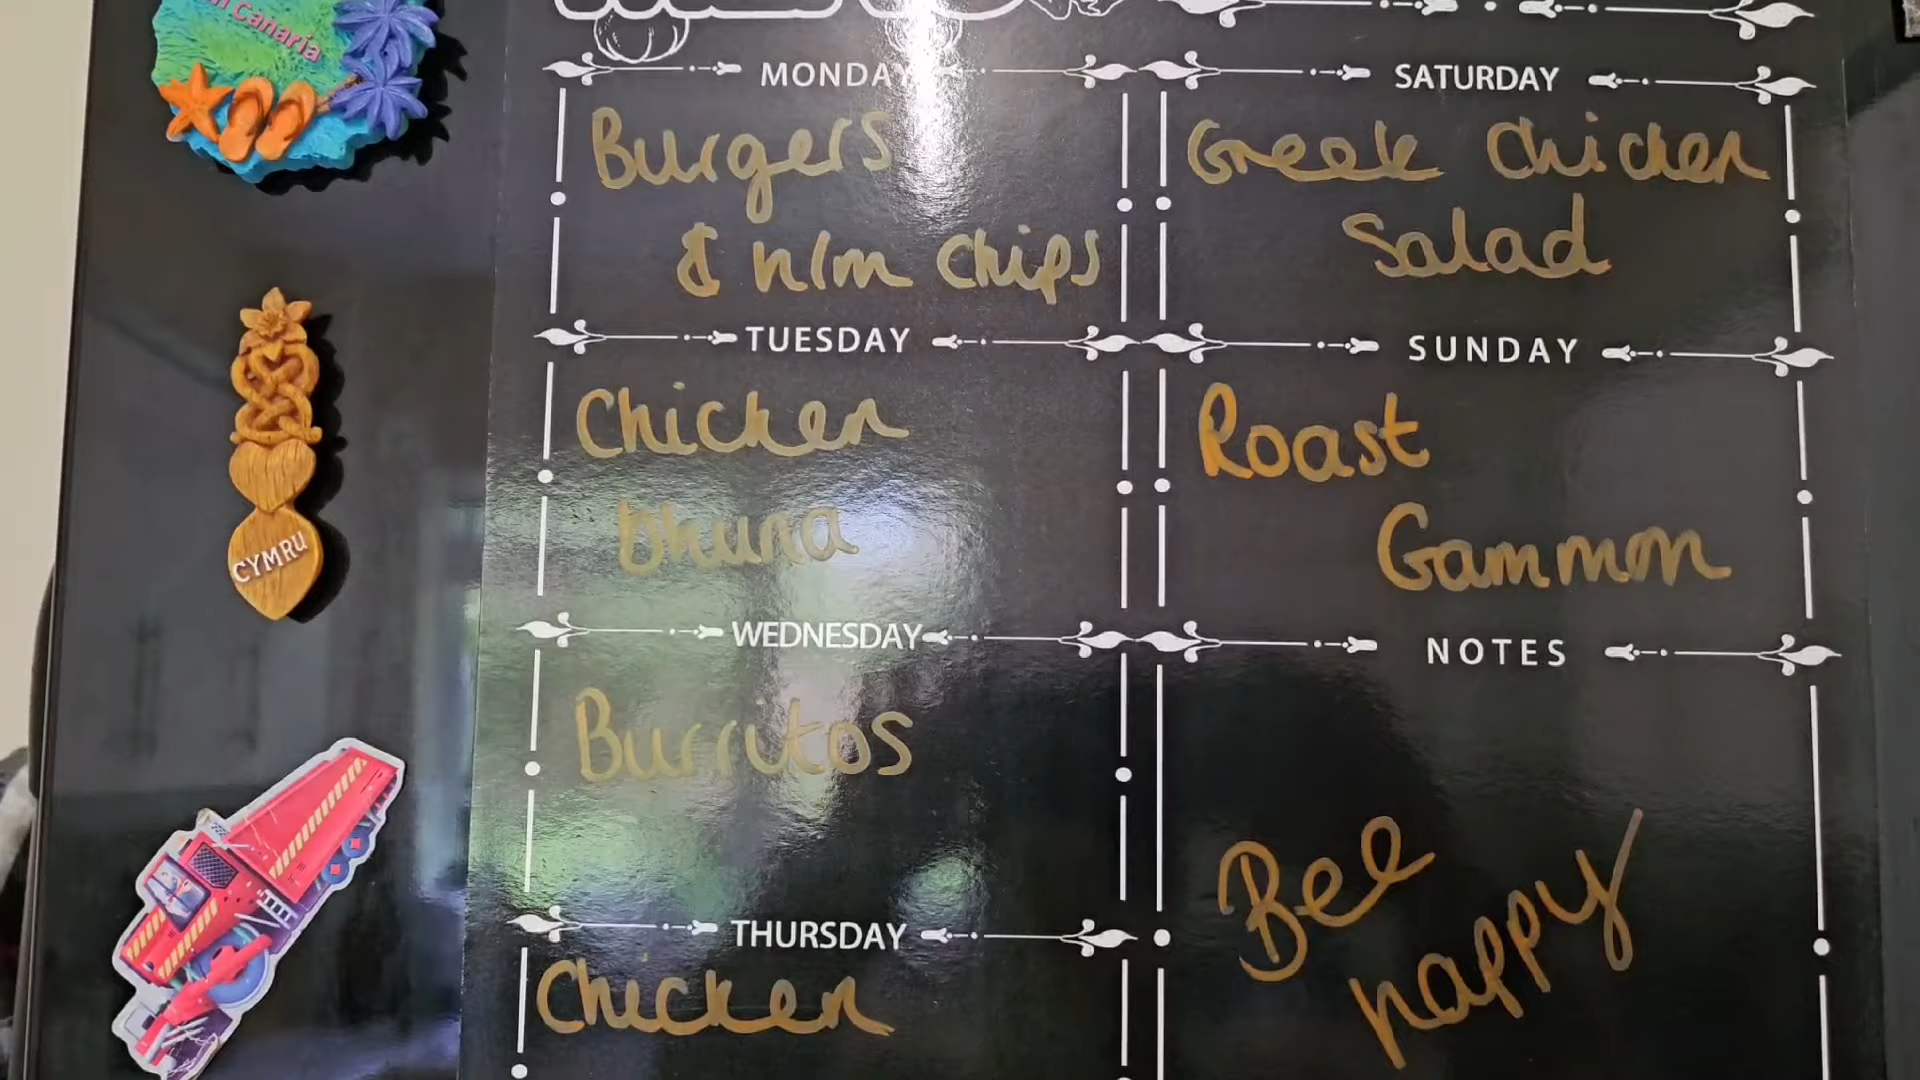 Canaria
MONDAY
Burgers
& h/m chips
TUESDAY
Chicken
Bhuna
WEDNESDAY
Burritos
THURSDAY
Chicken
SATURDAY
Greek Chicken
Salad
SUNDAY
Roast
Gammon
NOTES
Bee
happy
CYMRU